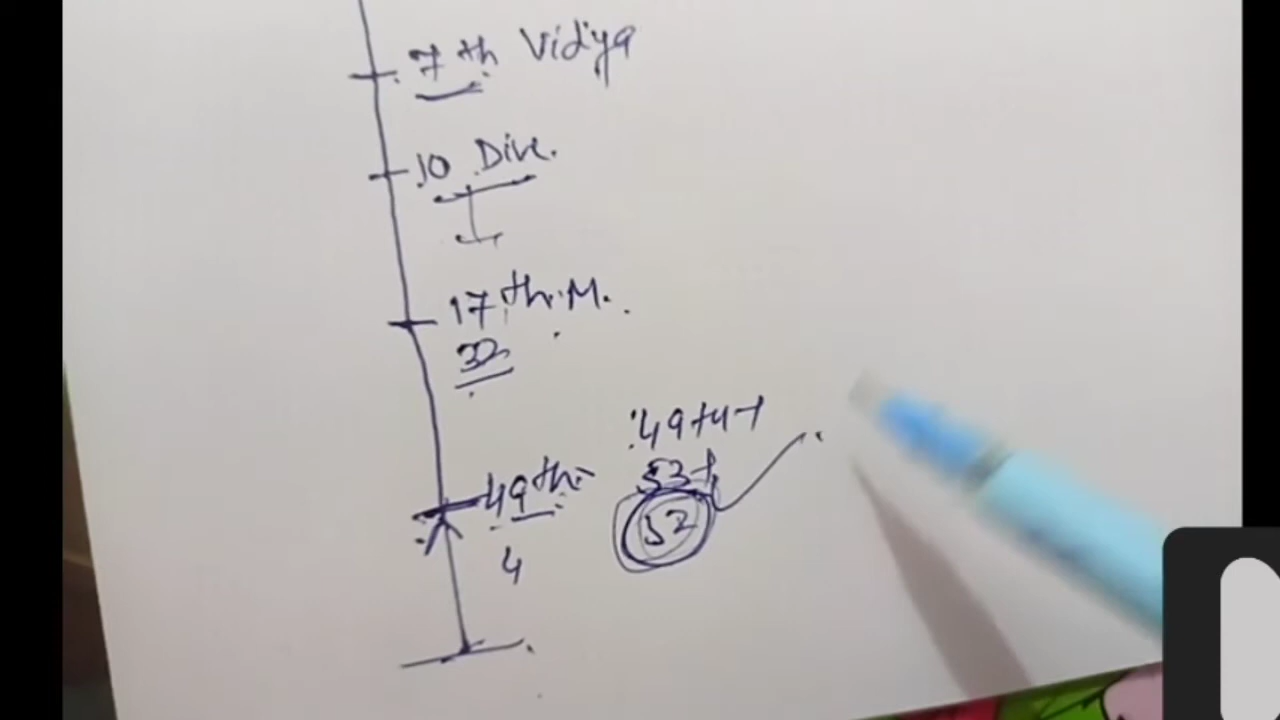 7th Vidya
10 Dive.
17th M.
32
49+4-1
49th
53-1
52
4